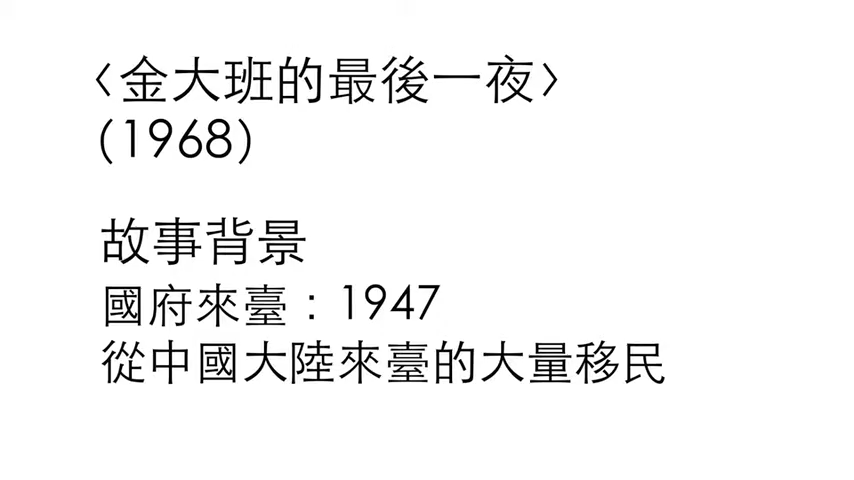 〈金大班的最後一夜〉
(1968)
故事背景
國府來臺：1947
從中國大陸來臺的大量移民